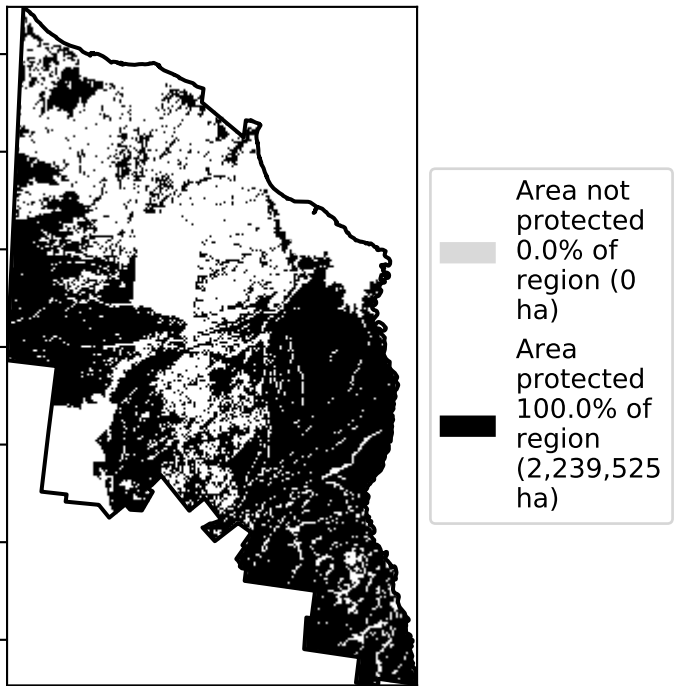 Area not
protected
0.0% of
region (0
ha)
Area
protected
100.0% of
region
(2,239,525
ha)